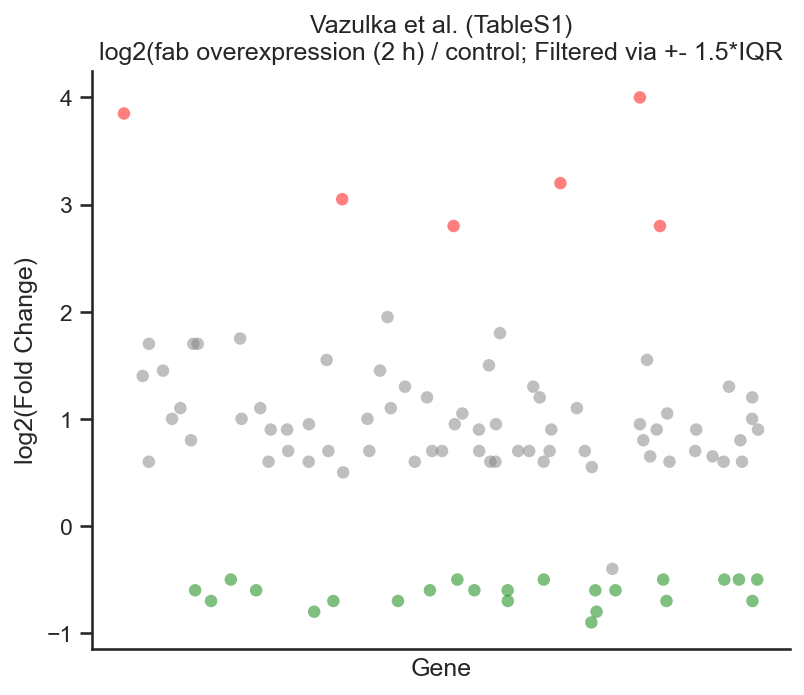 Vazulka et al. (TableS1)
log2(fab overexpression (2 h) / control; Filtered via +- 1.5*IQR
4
3
2
1
0
−1
log2(Fold Change)
Gene